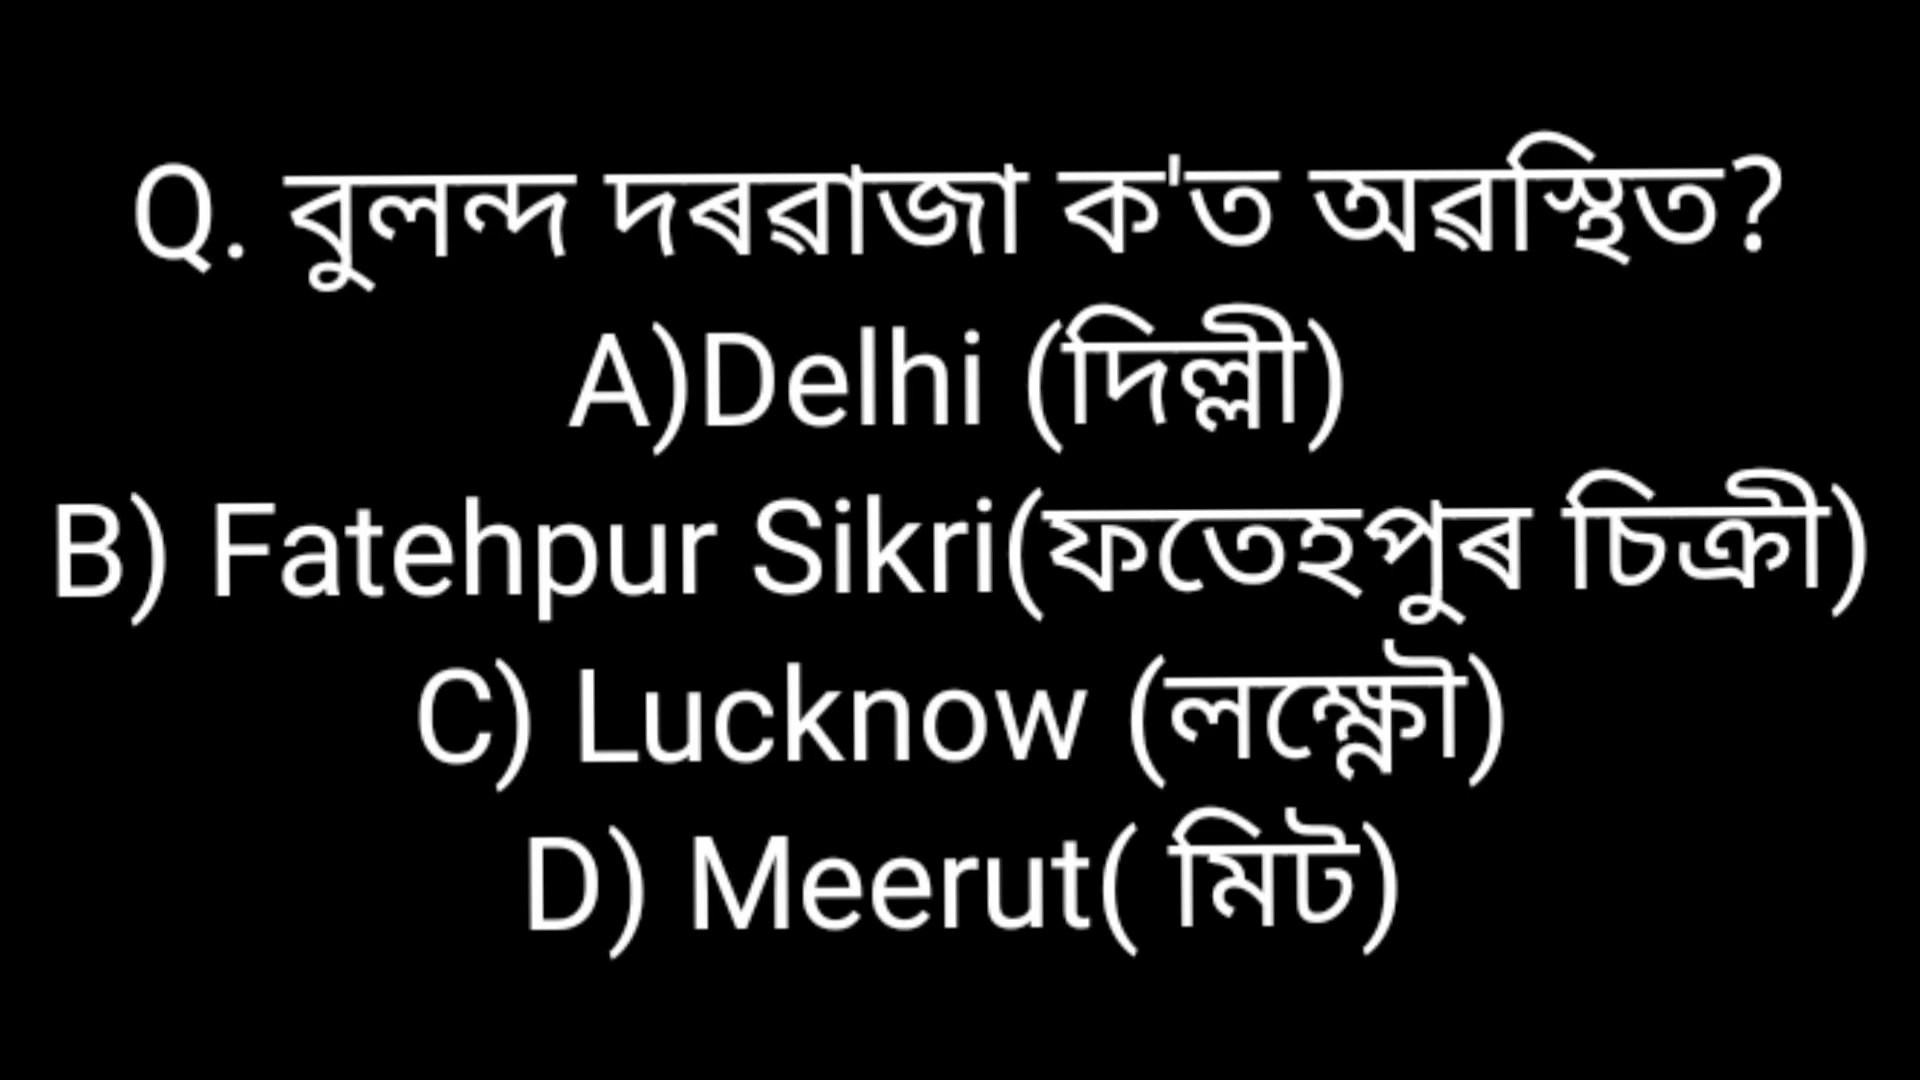 Q. বুলন্দ দৰৱাজা ক'ত অৱস্থিত?
A)Delhi (দিল্লী)
B) Fatehpur Sikri(ফতেহপুৰ চিক্ৰী)
C) Lucknow (লক্ষ্ণৌ)
D) Meerut( মিট)